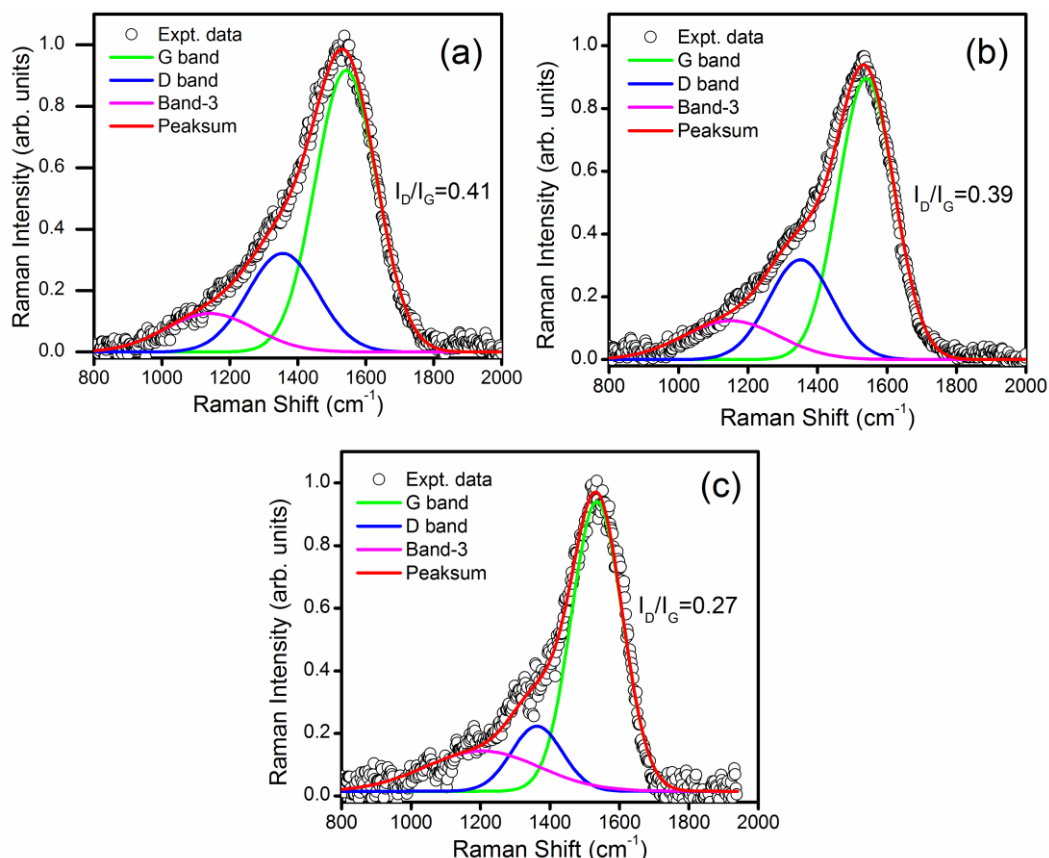 (a)
Expt. data
G band
D band
Band-3
Peaksum
I_D/I_G=0.41
Raman Intensity (arb. units)
1.0
0.8
0.6
0.4
0.2
0.0
800 1000 1200 1400 1600 1800 2000
Raman Shift (cm⁻¹)
(b)
Expt. data
G band
D band
Band-3
Peaksum
I_D/I_G=0.39
Raman Intensity (arb. units)
1.0
0.8
0.6
0.4
0.2
0.0
800 1000 1200 1400 1600 1800 2000
Raman Shift (cm⁻¹)
(c)
Expt. data
G band
D band
Band-3
Peaksum
I_D/I_G=0.27
Raman Intensity (arb. units)
1.0
0.8
0.6
0.4
0.2
0.0
800 1000 1200 1400 1600 1800 2000
Raman Shift (cm⁻¹)